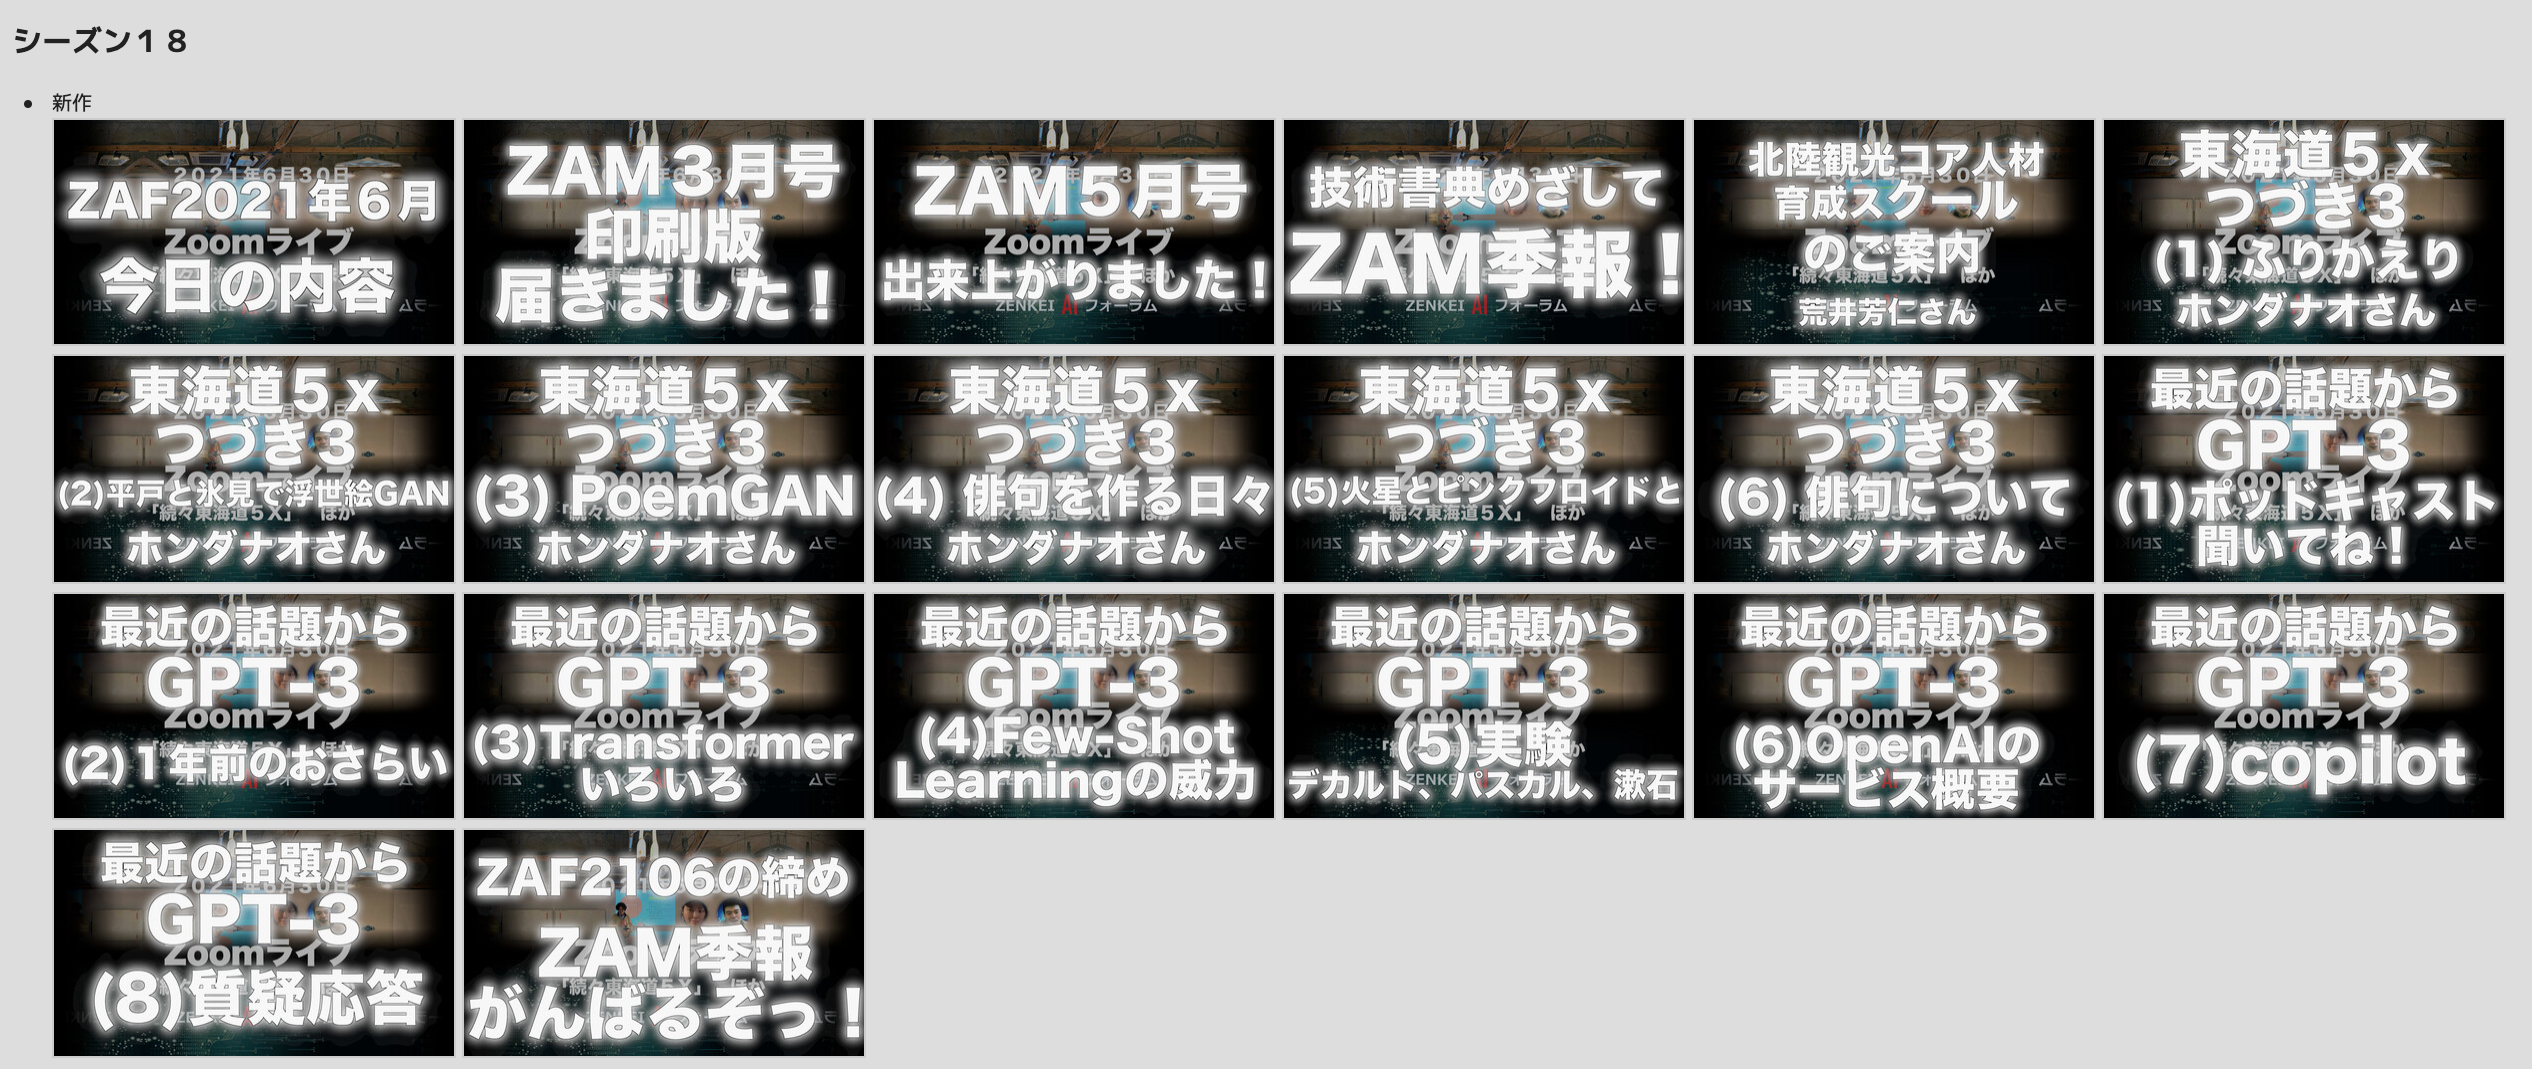 シーズン１８
新作
ZAF2021年６月
今日の内容
ZAM３月号
印刷版
届きました！
ZAM５月号
出来上がりました！
技術書典めざして
ZAM季報！
北陸観光コア人材
育成スクール
のご案内
荒井芳仁さん
東海道５ｘ
つづき３
(1) ふりかえり
ホンダナオさん
東海道５ｘ
つづき３
(2)平戸と氷見で浮世絵GAN
ホンダナオさん
東海道５ｘ
つづき３
(3) PoemGAN
ホンダナオさん
東海道５ｘ
つづき３
(4) 俳句を作る日々
ホンダナオさん
東海道５ｘ
つづき３
(5)火星とピンクフロイドと
ホンダナオさん
東海道５ｘ
つづき３
(6) 俳句について
ホンダナオさん
最近の話題から
GPT-3
(1)ポッドキャスト
聞いてね！
最近の話題から
GPT-3
Zoomライブ
(2)１年前のおさらい
最近の話題から
GPT-3
Zoomライブ
(3)Transformer
いろいろ
最近の話題から
GPT-3
(4)Few-Shot
Learningの威力
最近の話題から
GPT-3
(5)実験
デカルト、パスカル、漱石
最近の話題から
GPT-3
Zoomライブ
(6)OpenAIの
サービス概要
最近の話題から
GPT-3
Zoomライブ
(7)copilot
最近の話題から
GPT-3
Zoomライブ
(8)質疑応答
ZAF2106の締め
ZAM季報
がんばるぞっ！